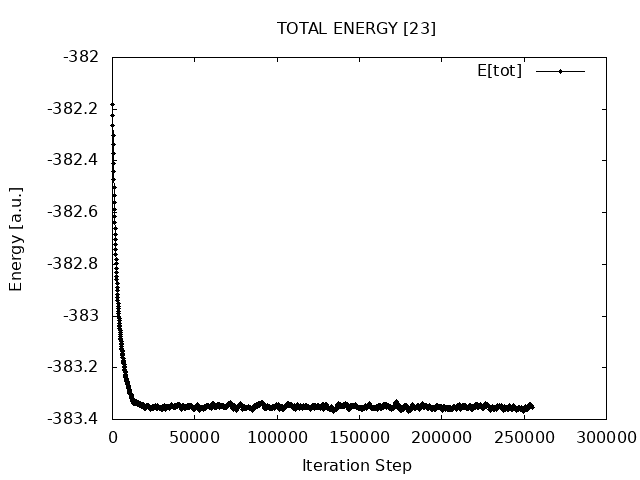 TOTAL ENERGY [23]
E[tot]
-382
-382.2
-382.4
-382.6
-382.8
-383
-383.2
-383.4
Energy [a.u.]
0 50000 100000 150000 200000 250000 300000
Iteration Step